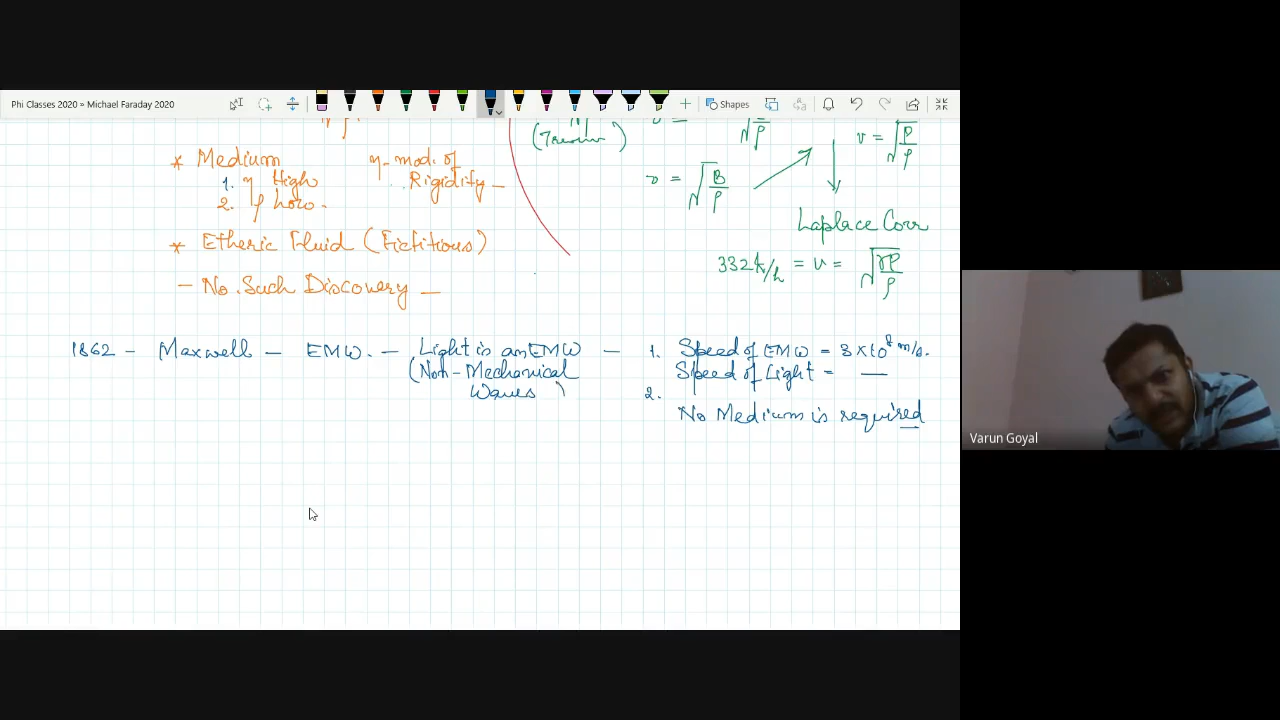 Phi Classes 2020 » Michael Faraday 2020
Shapes
v =
v = √P/ρ
* Medium η - mod. of
1. η High Rigidity -
2. ρ Low.
v = √B/ρ
Laplace Corr
* Etheric Fluid (Fictitious)
332 k/h = v = √γP/ρ
- No. Such Discovery -
1862 - Maxwell - EMW. - Light is an EMW - 1. Speed of EMW = 3 × 10⁸ m/s.
(Non-Mechanical Speed of Light = —
Waves ) 2.
No Medium is required
Varun Goyal